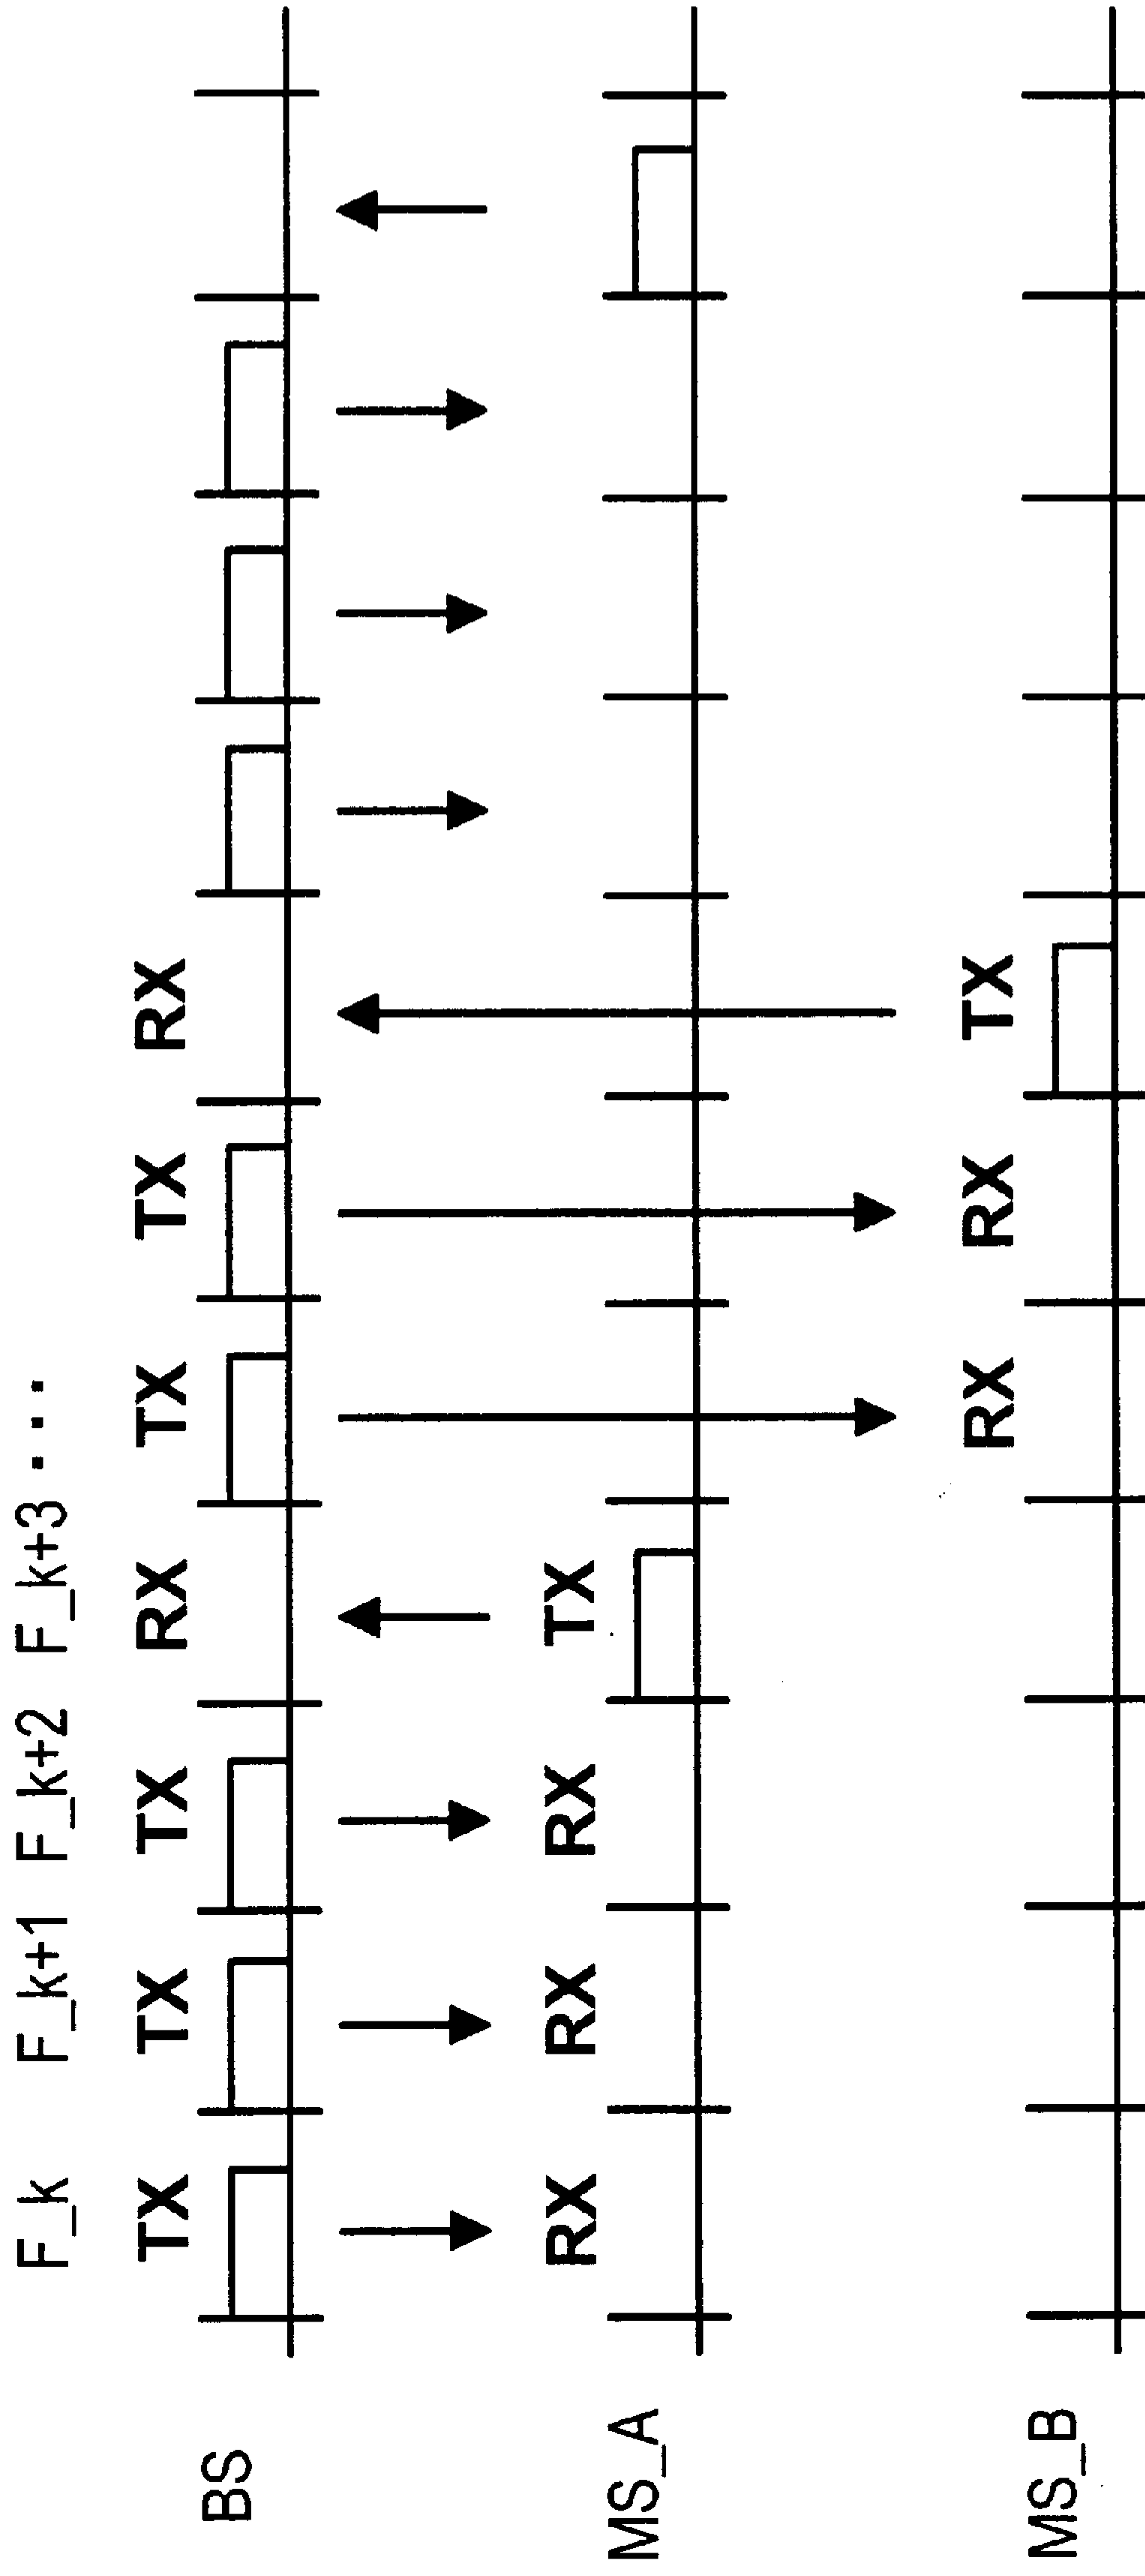 F_k F_k+1 F_k+2 F_k+3 ...
BS TX TX TX RX TX TX RX
MS_A RX RX RX TX
MS_B RX RX TX